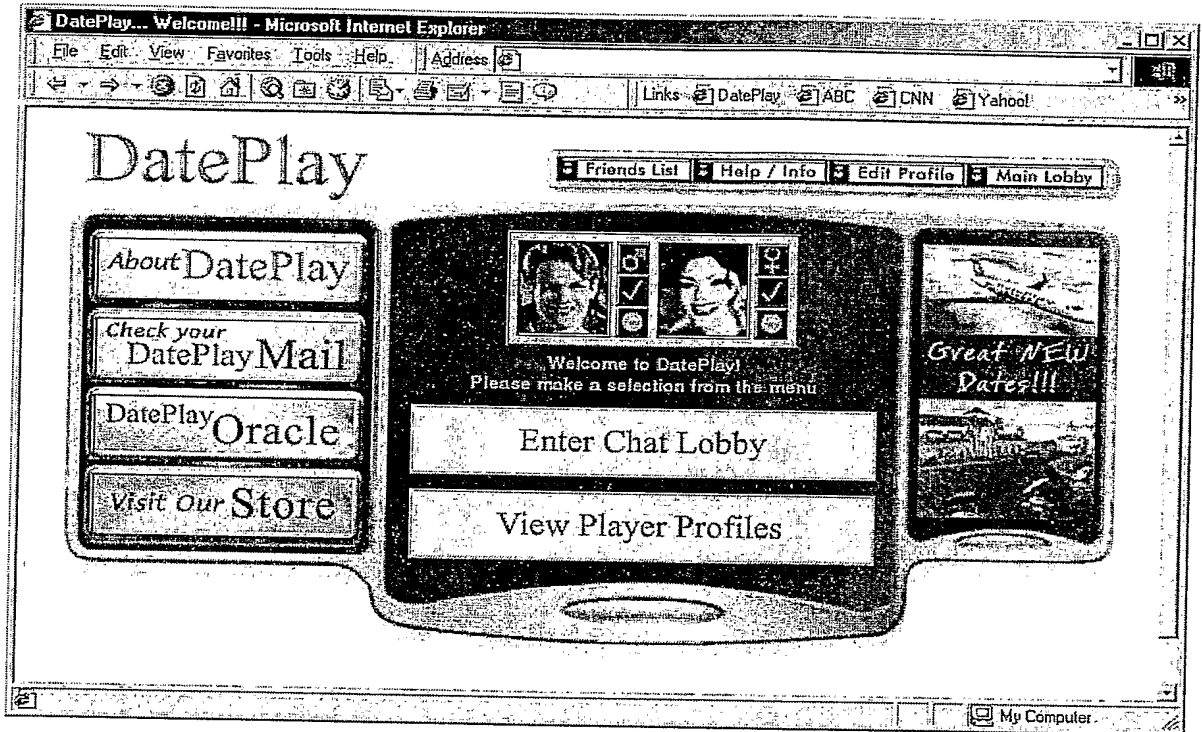 DatePlay... Welcome!!! - Microsoft Internet Explorer
File Edit View Favorites Tools Help Address
Links DatePlay ABC CNN Yahoo! »
DatePlay
Friends List Help / Info Edit Profile Main Lobby
About DatePlay
Check your
DatePlay Mail
DatePlay Oracle
Visit Our Store
Welcome to DatePlay!
Please make a selection from the menu
Enter Chat Lobby
View Player Profiles
Great NEW
Dates!!!
My Computer